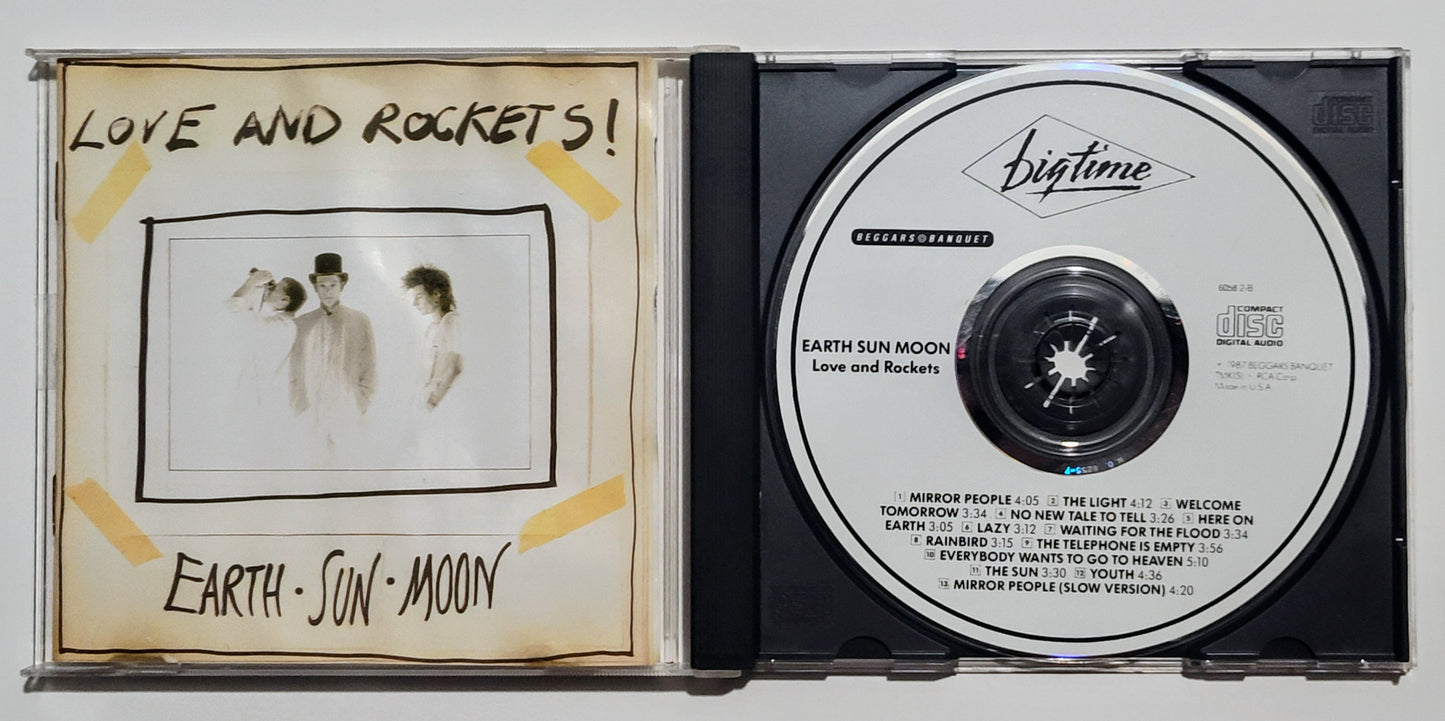 LOVE AND ROCKETS!
EARTH · SUN · MOON
bigtime
BEGGARS BANQUET
6058-2-B
COMPACT
disc
DIGITAL AUDIO
EARTH SUN MOON
Love and Rockets
1987 BEGGARS BANQUET
TMK(S) RCA Corp.
Made in U.S.A.
1 MIRROR PEOPLE 4:05 2 THE LIGHT 4:12 3 WELCOME
TOMORROW 3:34 4 NO NEW TALE TO TELL 3:26 5 HERE ON
EARTH 3:05 6 LAZY 3:12 7 WAITING FOR THE FLOOD 3:34
8 RAINBIRD 3:15 9 THE TELEPHONE IS EMPTY 3:56
10 EVERYBODY WANTS TO GO TO HEAVEN 5:10
11 THE SUN 3:30 12 YOUTH 4:36
13 MIRROR PEOPLE (SLOW VERSION) 4:20
COMPACT
disc
DIGITAL AUDIO